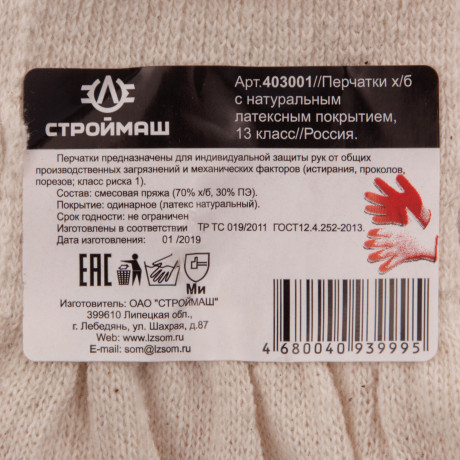 СТРОЙМАШ
Арт.403001//Перчатки х/б
с натуральным
латексным покрытием,
13 класс//Россия.
Перчатки предназначены для индивидуальной защиты рук от общих
производственных загрязнений и механических факторов (истирания, проколов,
порезов; класс риска 1).
Состав: смесовая пряжа (70% х/б, 30% ПЭ).
Покрытие: одинарное (латекс натуральный).
Срок годности: не ограничен
Изготовлены в соответствии ТР ТС 019/2011 ГОСТ12.4.252-2013.
Дата изготовления: 01 /2019
ЕАС
Ми
Изготовитель: ОАО "СТРОЙМАШ"
399610 Липецкая обл.,
г. Лебедянь, ул. Шахрая, д.87
Web: www.lzsom.com
E-mail: som@lzsom.com
4 680040 939995